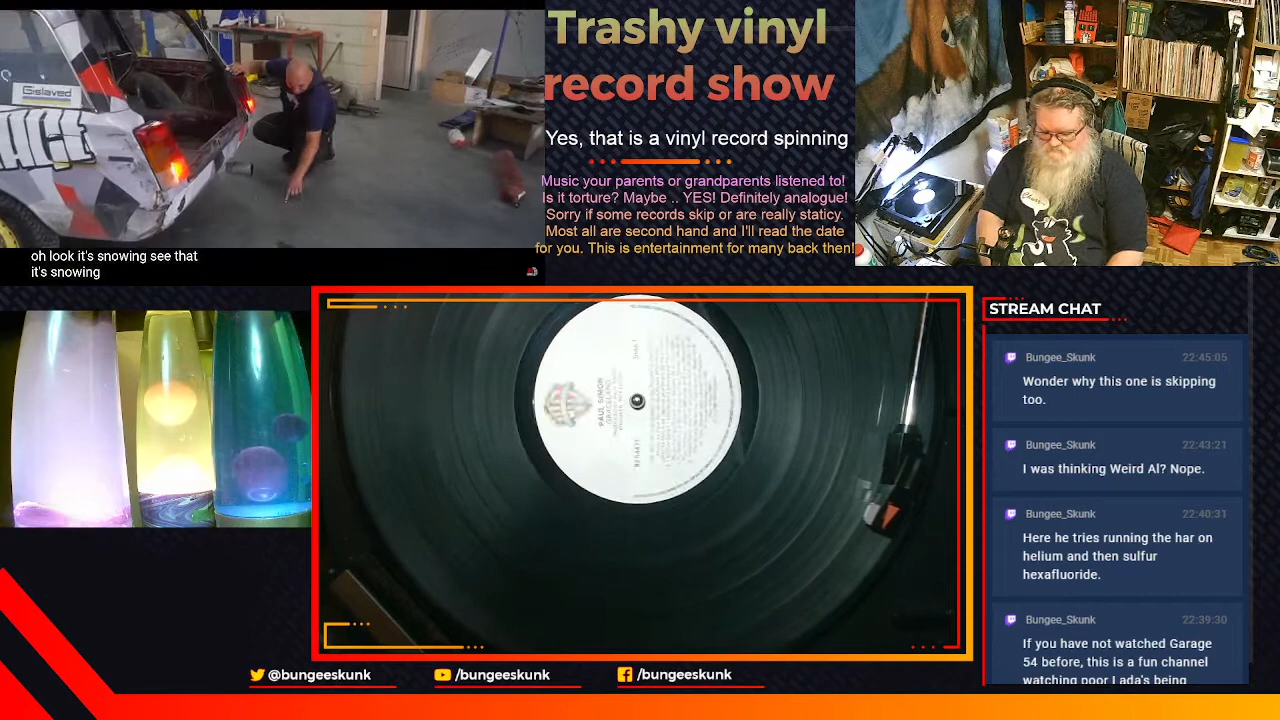 Gislaved
oh look it's snowing see that
it's snowing
Trashy vinyl
record show
Yes, that is a vinyl record spinning
Music your parents or grandparents listened to!
Is it torture? Maybe .. YES! Definitely analogue!
Sorry if some records skip or are really staticy.
Most all are second hand and I'll read the date
for you. This is entertainment for many back then!
PAUL SIMON
GRACELAND
STREAM CHAT
Bungee_Skunk 22:45:05
Wonder why this one is skipping
too.
Bungee_Skunk 22:43:21
I was thinking Weird Al? Nope.
Bungee_Skunk 22:40:31
Here he tries running the har on
helium and then sulfur
hexafluoride.
Bungee_Skunk 22:39:30
If you have not watched Garage
54 before, this is a fun channel
watching poor Lada's being
@bungeeskunk
/bungeeskunk
/bungeeskunk